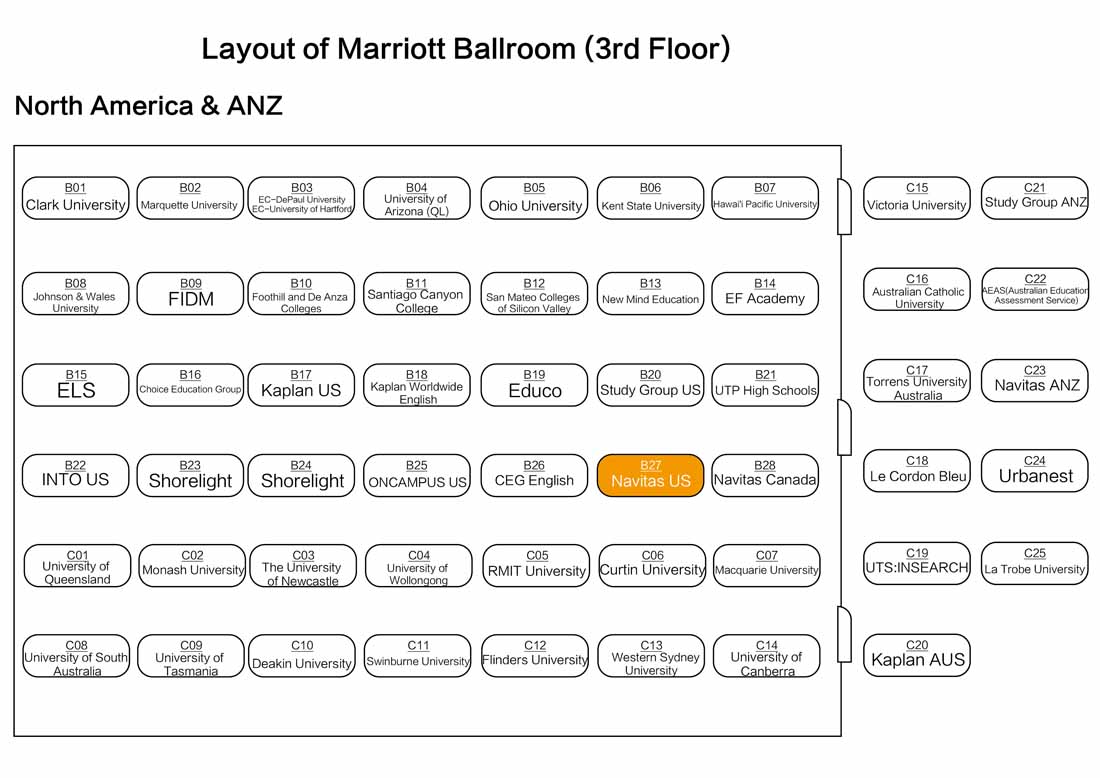 Layout of Marriott Ballroom (3rd Floor)
North America & ANZ
B01
Clark University
B02
Marquette University
B03
EC-DePaul University
EC-University of Hartford
B04
University of
Arizona (QL)
B05
Ohio University
B06
Kent State University
B07
Hawai'i Pacific University
C15
Victoria University
C21
Study Group ANZ
B08
Johnson & Wales
University
B09
FIDM
B10
Foothill and De Anza
Colleges
B11
Santiago Canyon
College
B12
San Mateo Colleges
of Silicon Valley
B13
New Mind Education
B14
EF Academy
C16
Australian Catholic
University
C22
AEAS(Australian Education
Assessment Service)
B15
ELS
B16
Choice Education Group
B17
Kaplan US
B18
Kaplan Worldwide
English
B19
Educo
B20
Study Group US
B21
UTP High Schools
C17
Torrens University
Australia
C23
Navitas ANZ
B22
INTO US
B23
Shorelight
B24
Shorelight
B25
ONCAMPUS US
B26
CEG English
B27
Navitas US
B28
Navitas Canada
C18
Le Cordon Bleu
C24
Urbanest
C01
University of
Queensland
C02
Monash University
C03
The University
of Newcastle
C04
University of
Wollongong
C05
RMIT University
C06
Curtin University
C07
Macquarie University
C19
UTS:INSEARCH
C25
La Trobe University
C08
University of South
Australia
C09
University of
Tasmania
C10
Deakin University
C11
Swinburne University
C12
Flinders University
C13
Western Sydney
University
C14
University of
Canberra
C20
Kaplan AUS